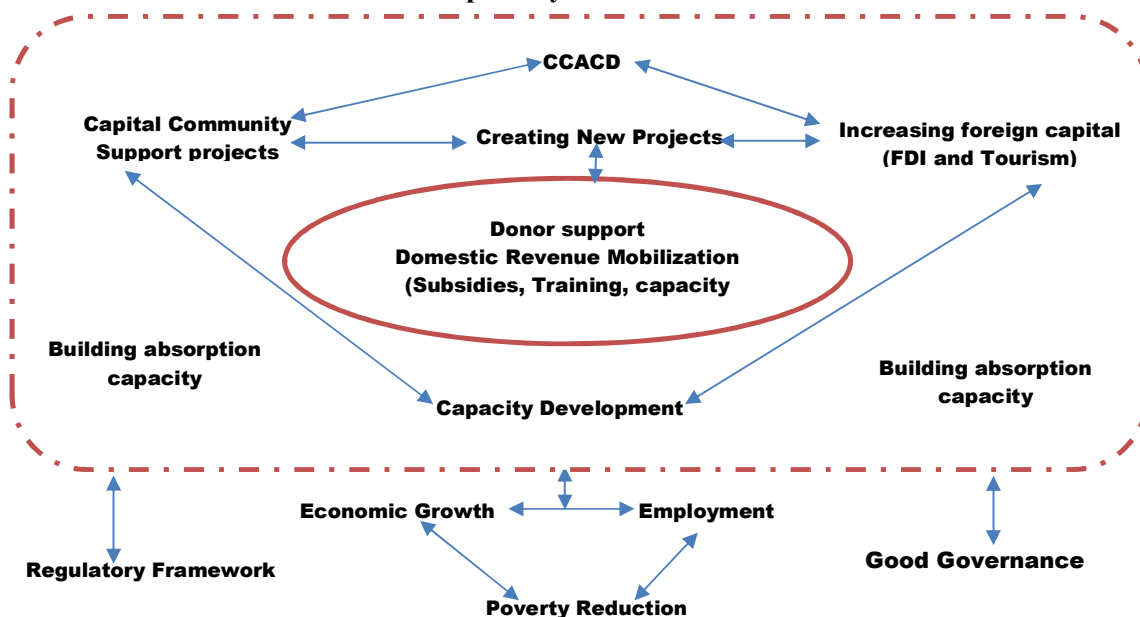 CCACD
Capital Community
Support projects
Creating New Projects
Increasing foreign capital
(FDI and Tourism)
Donor support
Domestic Revenue Mobilization
(Subsidies, Training, capacity
Building absorption
capacity
Building absorption
capacity
Capacity Development
Economic Growth
Employment
Regulatory Framework
Good Governance
Poverty Reduction